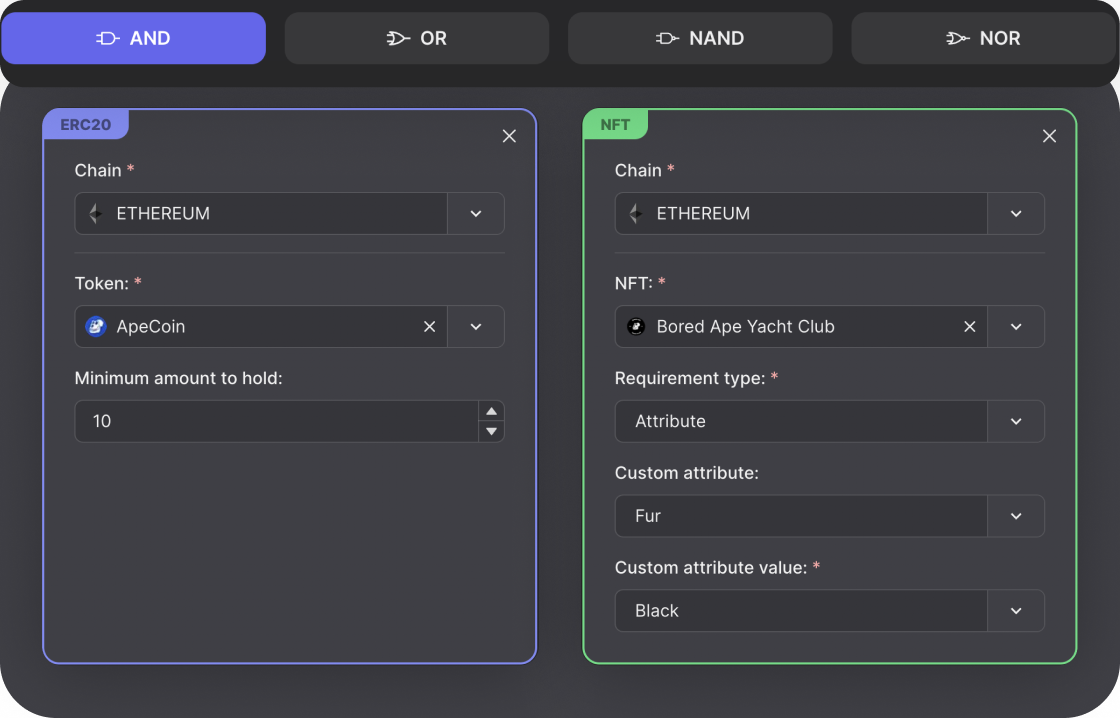 AND
OR
NAND
NOR
ERC20
Chain *
ETHEREUM
Token: *
ApeCoin
Minimum amount to hold:
10
NFT
Chain *
ETHEREUM
NFT: *
Bored Ape Yacht Club
Requirement type: *
Attribute
Custom attribute:
Fur
Custom attribute value: *
Black